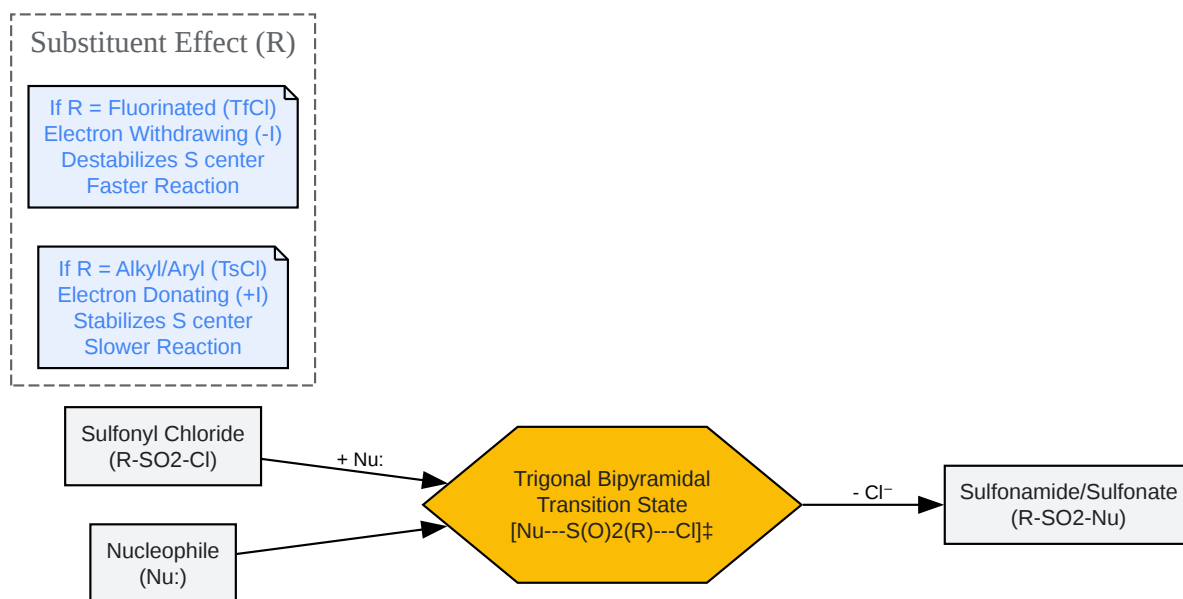 Substituent Effect (R)
If R = Fluorinated (TfCl)
Electron Withdrawing (-I)
Destabilizes S center
Faster Reaction
If R = Alkyl/Aryl (TsCl)
Electron Donating (+I)
Stabilizes S center
Slower Reaction
Sulfonyl Chloride
(R-SO2-Cl)
+ Nu:
Nucleophile
(Nu:)
Trigonal Bipyramidal
Transition State
[Nu---S(O)2(R)---Cl]‡
- Cl⁻
Sulfonamide/Sulfonate
(R-SO2-Nu)